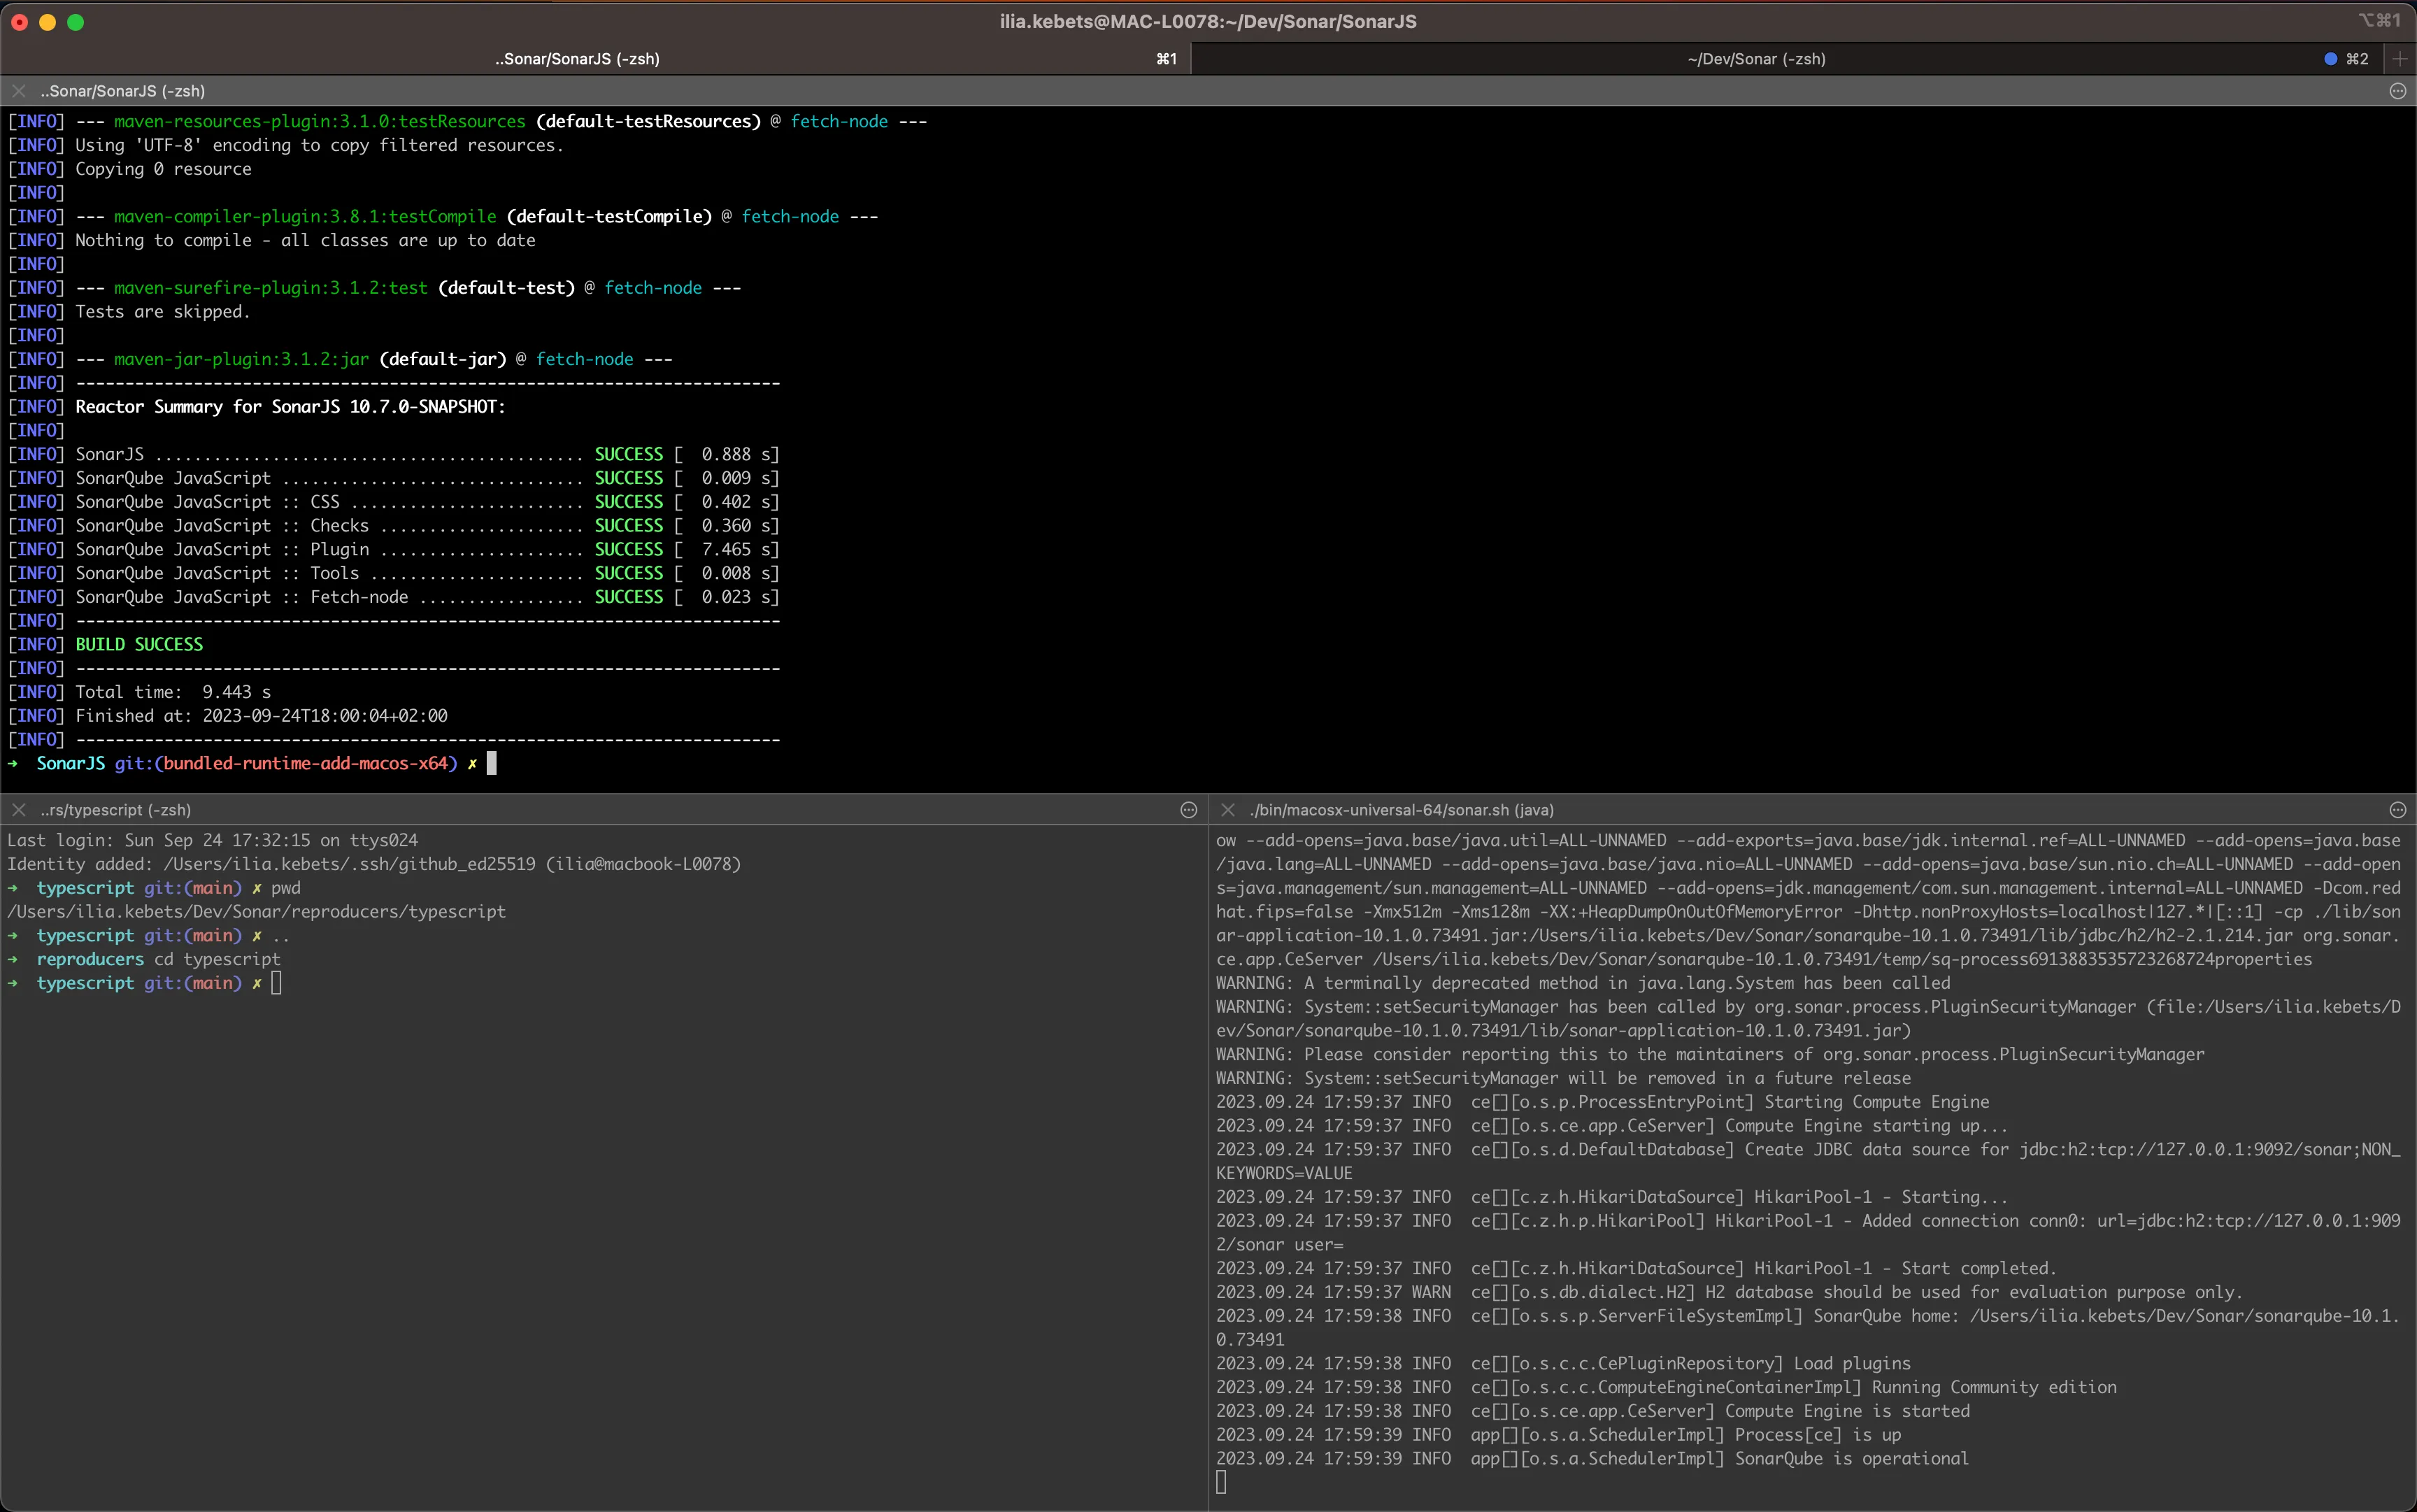 ilia.kebets@MAC-L0078:~/Dev/Sonar/SonarJS
⌥⌘1
..Sonar/SonarJS (-zsh)
⌘1
~/Dev/Sonar (-zsh)
⌘2
..Sonar/SonarJS (-zsh)
[INFO] --- maven-resources-plugin:3.1.0:testResources (default-testResources) @ fetch-node ---
[INFO] Using 'UTF-8' encoding to copy filtered resources.
[INFO] Copying 0 resource
[INFO]
[INFO] --- maven-compiler-plugin:3.8.1:testCompile (default-testCompile) @ fetch-node ---
[INFO] Nothing to compile - all classes are up to date
[INFO]
[INFO] --- maven-surefire-plugin:3.1.2:test (default-test) @ fetch-node ---
[INFO] Tests are skipped.
[INFO]
[INFO] --- maven-jar-plugin:3.1.2:jar (default-jar) @ fetch-node ---
[INFO] ------------------------------------------------------------------------
[INFO] Reactor Summary for SonarJS 10.7.0-SNAPSHOT:
[INFO]
[INFO] SonarJS ............................................ SUCCESS [  0.888 s]
[INFO] SonarQube JavaScript ............................... SUCCESS [  0.009 s]
[INFO] SonarQube JavaScript :: CSS ........................ SUCCESS [  0.402 s]
[INFO] SonarQube JavaScript :: Checks ..................... SUCCESS [  0.360 s]
[INFO] SonarQube JavaScript :: Plugin ..................... SUCCESS [  7.465 s]
[INFO] SonarQube JavaScript :: Tools ...................... SUCCESS [  0.008 s]
[INFO] SonarQube JavaScript :: Fetch-node ................. SUCCESS [  0.023 s]
[INFO] ------------------------------------------------------------------------
[INFO] BUILD SUCCESS
[INFO] ------------------------------------------------------------------------
[INFO] Total time:  9.443 s
[INFO] Finished at: 2023-09-24T18:00:04+02:00
[INFO] ------------------------------------------------------------------------
→ SonarJS git:(bundled-runtime-add-macos-x64) ✗
..rs/typescript (-zsh)
Last login: Sun Sep 24 17:32:15 on ttys024
Identity added: /Users/ilia.kebets/.ssh/github_ed25519 (ilia@macbook-L0078)
→ typescript git:(main) ✗ pwd
/Users/ilia.kebets/Dev/Sonar/reproducers/typescript
→ typescript git:(main) ✗ ..
→ reproducers cd typescript
→ typescript git:(main) ✗
./bin/macosx-universal-64/sonar.sh (java)
ow --add-opens=java.base/java.util=ALL-UNNAMED --add-exports=java.base/jdk.internal.ref=ALL-UNNAMED --add-opens=java.base
/java.lang=ALL-UNNAMED --add-opens=java.base/java.nio=ALL-UNNAMED --add-opens=java.base/sun.nio.ch=ALL-UNNAMED --add-open
s=java.management/sun.management=ALL-UNNAMED --add-opens=jdk.management/com.sun.management.internal=ALL-UNNAMED -Dcom.red
hat.fips=false -Xmx512m -Xms128m -XX:+HeapDumpOnOutOfMemoryError -Dhttp.nonProxyHosts=localhost|127.*|[::1] -cp ./lib/son
ar-application-10.1.0.73491.jar:/Users/ilia.kebets/Dev/Sonar/sonarqube-10.1.0.73491/lib/jdbc/h2/h2-2.1.214.jar org.sonar.
ce.app.CeServer /Users/ilia.kebets/Dev/Sonar/sonarqube-10.1.0.73491/temp/sq-process6913883535723268724properties
WARNING: A terminally deprecated method in java.lang.System has been called
WARNING: System::setSecurityManager has been called by org.sonar.process.PluginSecurityManager (file:/Users/ilia.kebets/D
ev/Sonar/sonarqube-10.1.0.73491/lib/sonar-application-10.1.0.73491.jar)
WARNING: Please consider reporting this to the maintainers of org.sonar.process.PluginSecurityManager
WARNING: System::setSecurityManager will be removed in a future release
2023.09.24 17:59:37 INFO  ce[][o.s.p.ProcessEntryPoint] Starting Compute Engine
2023.09.24 17:59:37 INFO  ce[][o.s.ce.app.CeServer] Compute Engine starting up...
2023.09.24 17:59:37 INFO  ce[][o.s.d.DefaultDatabase] Create JDBC data source for jdbc:h2:tcp://127.0.0.1:9092/sonar;NON_
KEYWORDS=VALUE
2023.09.24 17:59:37 INFO  ce[][c.z.h.HikariDataSource] HikariPool-1 - Starting...
2023.09.24 17:59:37 INFO  ce[][c.z.h.p.HikariPool] HikariPool-1 - Added connection conn0: url=jdbc:h2:tcp://127.0.0.1:909
2/sonar user=
2023.09.24 17:59:37 INFO  ce[][c.z.h.HikariDataSource] HikariPool-1 - Start completed.
2023.09.24 17:59:37 WARN  ce[][o.s.db.dialect.H2] H2 database should be used for evaluation purpose only.
2023.09.24 17:59:38 INFO  ce[][o.s.s.p.ServerFileSystemImpl] SonarQube home: /Users/ilia.kebets/Dev/Sonar/sonarqube-10.1.
0.73491
2023.09.24 17:59:38 INFO  ce[][o.s.c.c.CePluginRepository] Load plugins
2023.09.24 17:59:38 INFO  ce[][o.s.c.c.ComputeEngineContainerImpl] Running Community edition
2023.09.24 17:59:38 INFO  ce[][o.s.ce.app.CeServer] Compute Engine is started
2023.09.24 17:59:39 INFO  app[][o.s.a.SchedulerImpl] Process[ce] is up
2023.09.24 17:59:39 INFO  app[][o.s.a.SchedulerImpl] SonarQube is operational